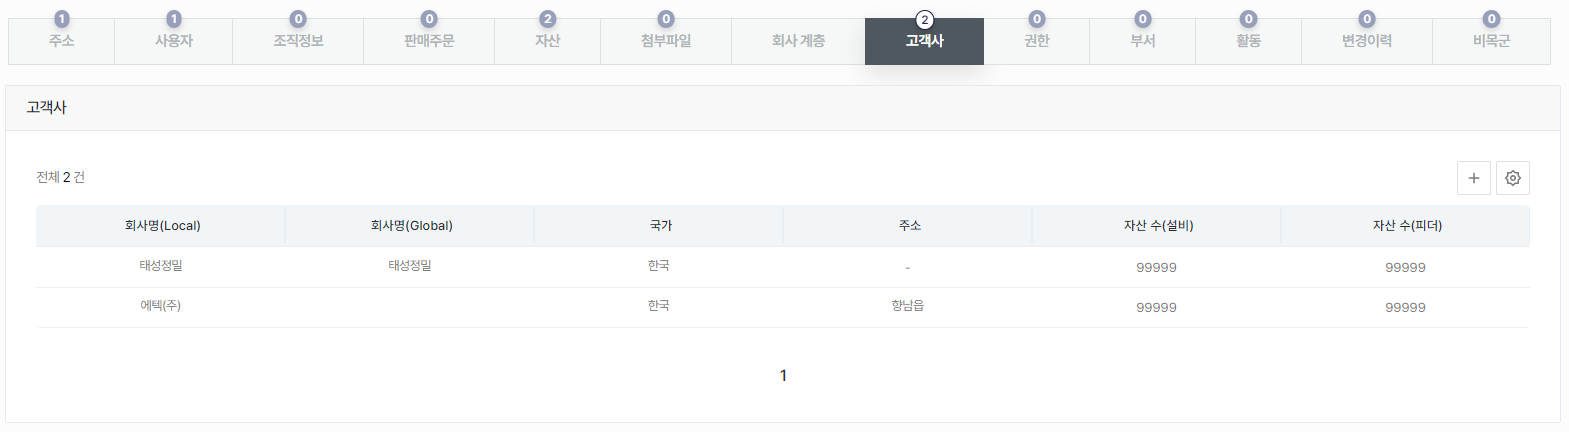 1 1 0 0 2 0 2 0 0 0 0 0
주소 사용자 조직정보 판매주문 자산 첨부파일 회사 계층 고객사 권한 부서 활동 변경이력 비목군
고객사
전체 2 건
회사명(Local) 회사명(Global) 국가 주소 자산 수(설비) 자산 수(피더)
태성정밀 태성정밀 한국 - 99999 99999
에텍(주) 한국 향남읍 99999 99999
1